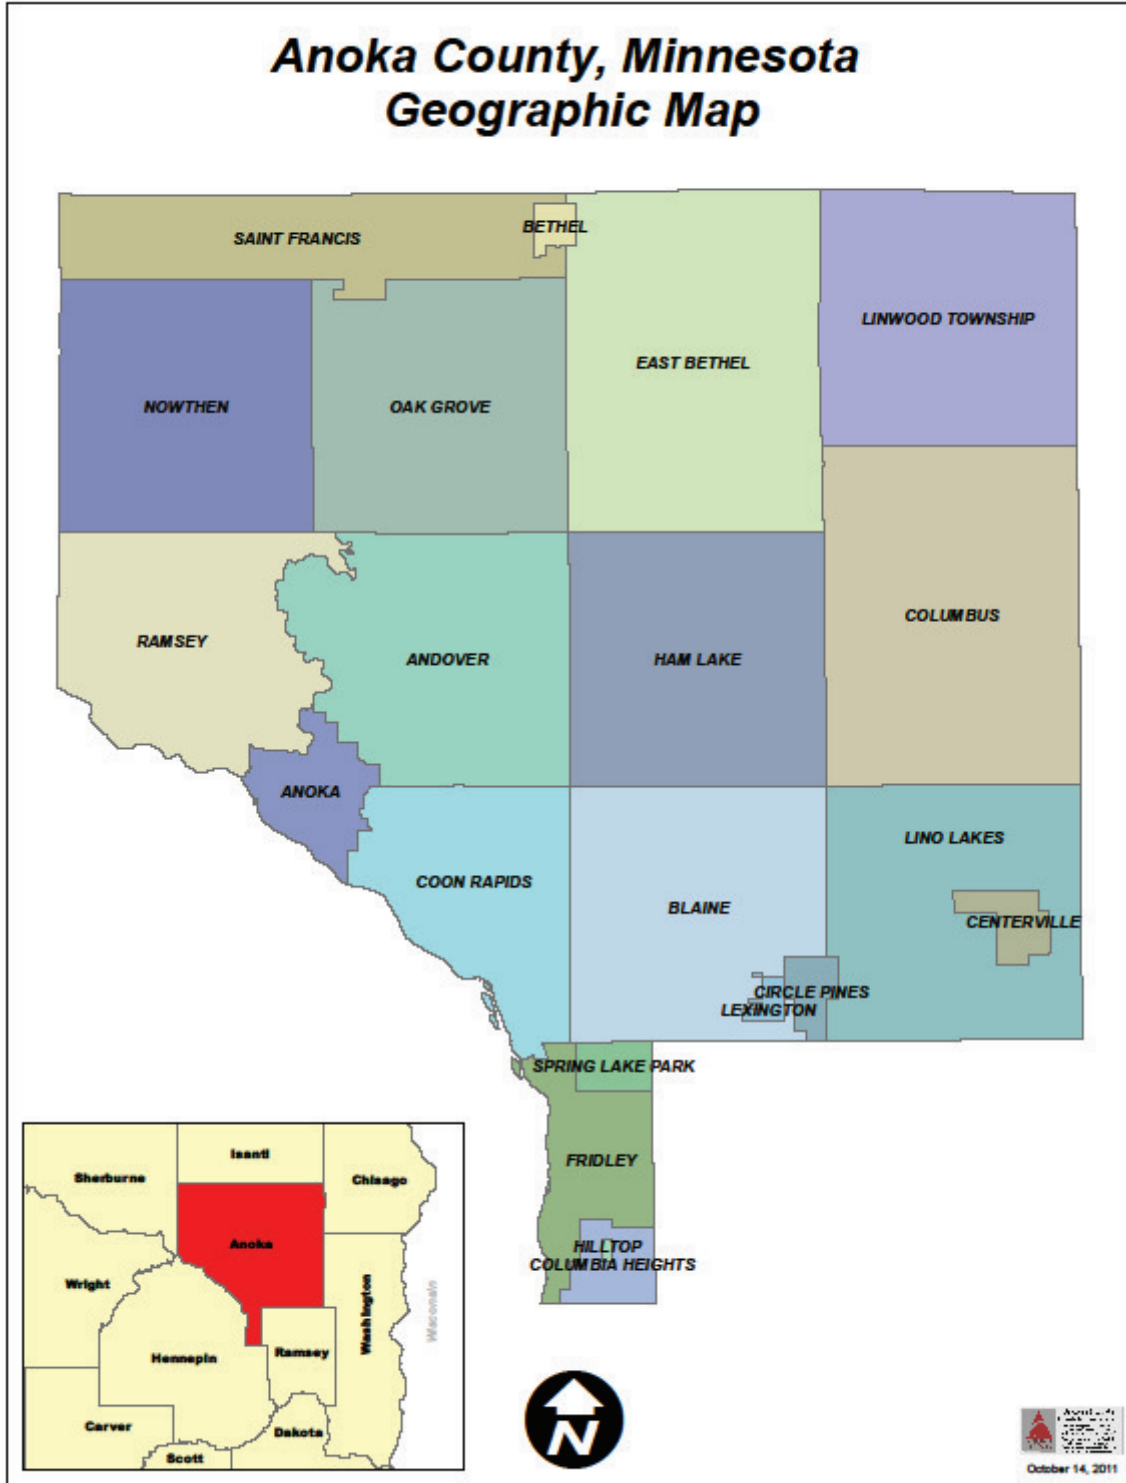 Anoka County, Minnesota
Geographic Map
SAINT FRANCIS
BETHEL
LINWOOD TOWNSHIP
EAST BETHEL
NOWTHEN
OAK GROVE
COLUMBUS
RAMSEY
ANDOVER
HAM LAKE
ANOKA
LINO LAKES
COON RAPIDS
BLAINE
CENTERVILLE
CIRCLE PINES
LEXINGTON
SPRING LAKE PARK
FRIDLEY
HILLTOP
COLUMBIA HEIGHTS
Isanti
Sherburne
Chisago
Anoka
Wright
Washington
Wisconsin
Hennepin
Ramsey
Carver
Dakota
Scott
N
October 14, 2011